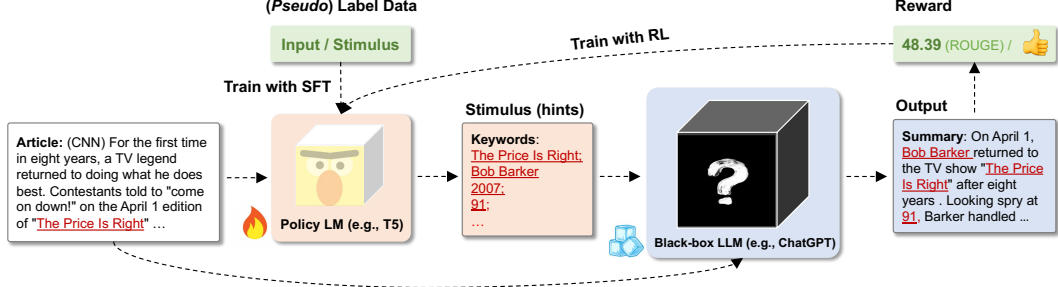 (Pseudo) Label Data
Input / Stimulus
Train with SFT
Train with RL
Reward
48.39 (ROUGE) /
Article: (CNN) For the first time
in eight years, a TV legend
returned to doing what he does
best. Contestants told to "come
on down!" on the April 1 edition
of "The Price Is Right" ...
Policy LM (e.g., T5)
Stimulus (hints)
Keywords:
The Price Is Right;
Bob Barker
2007;
91;
...
?
Black-box LLM (e.g., ChatGPT)
Output
Summary: On April 1,
Bob Barker returned to
the TV show "The Price
Is Right" after eight
years . Looking spry at
91, Barker handled ...